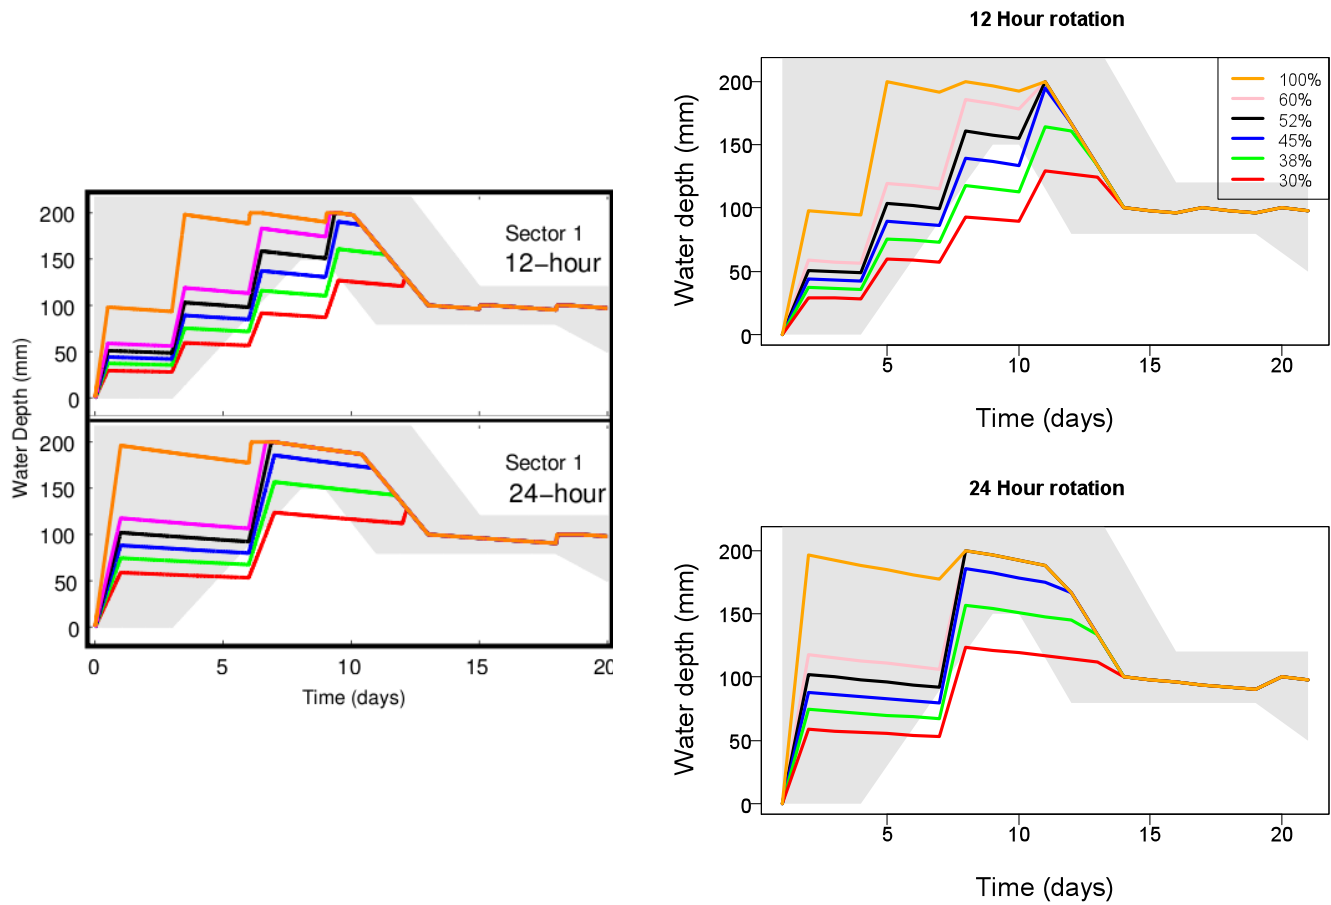 200
150
100
50
0
Sector 1
12−hour
200
150
100
50
0
Sector 1
24−hour
0 5 10 15 20
Water Depth (mm)
Time (days)
12 Hour rotation
200
150
100
50
0
100%
60%
52%
45%
38%
30%
5 10 15 20
Water depth (mm)
Time (days)
24 Hour rotation
200
150
100
50
0
5 10 15 20
Water depth (mm)
Time (days)